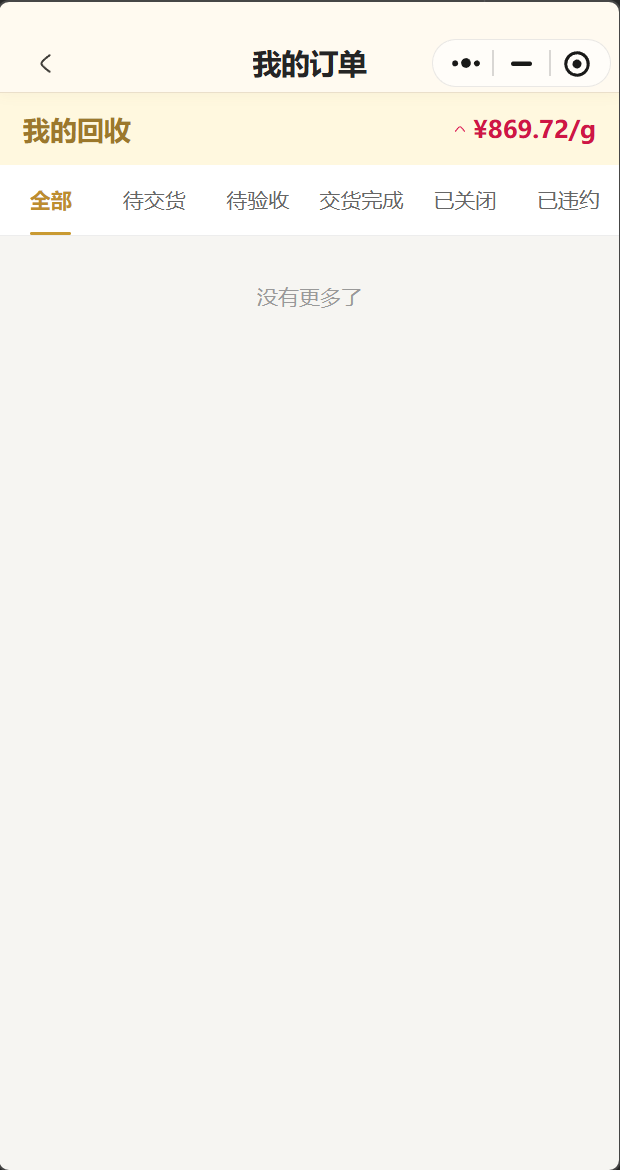 我的订单
我的回收
¥869.72/g
全部 待交货 待验收 交货完成 已关闭 已违约
没有更多了